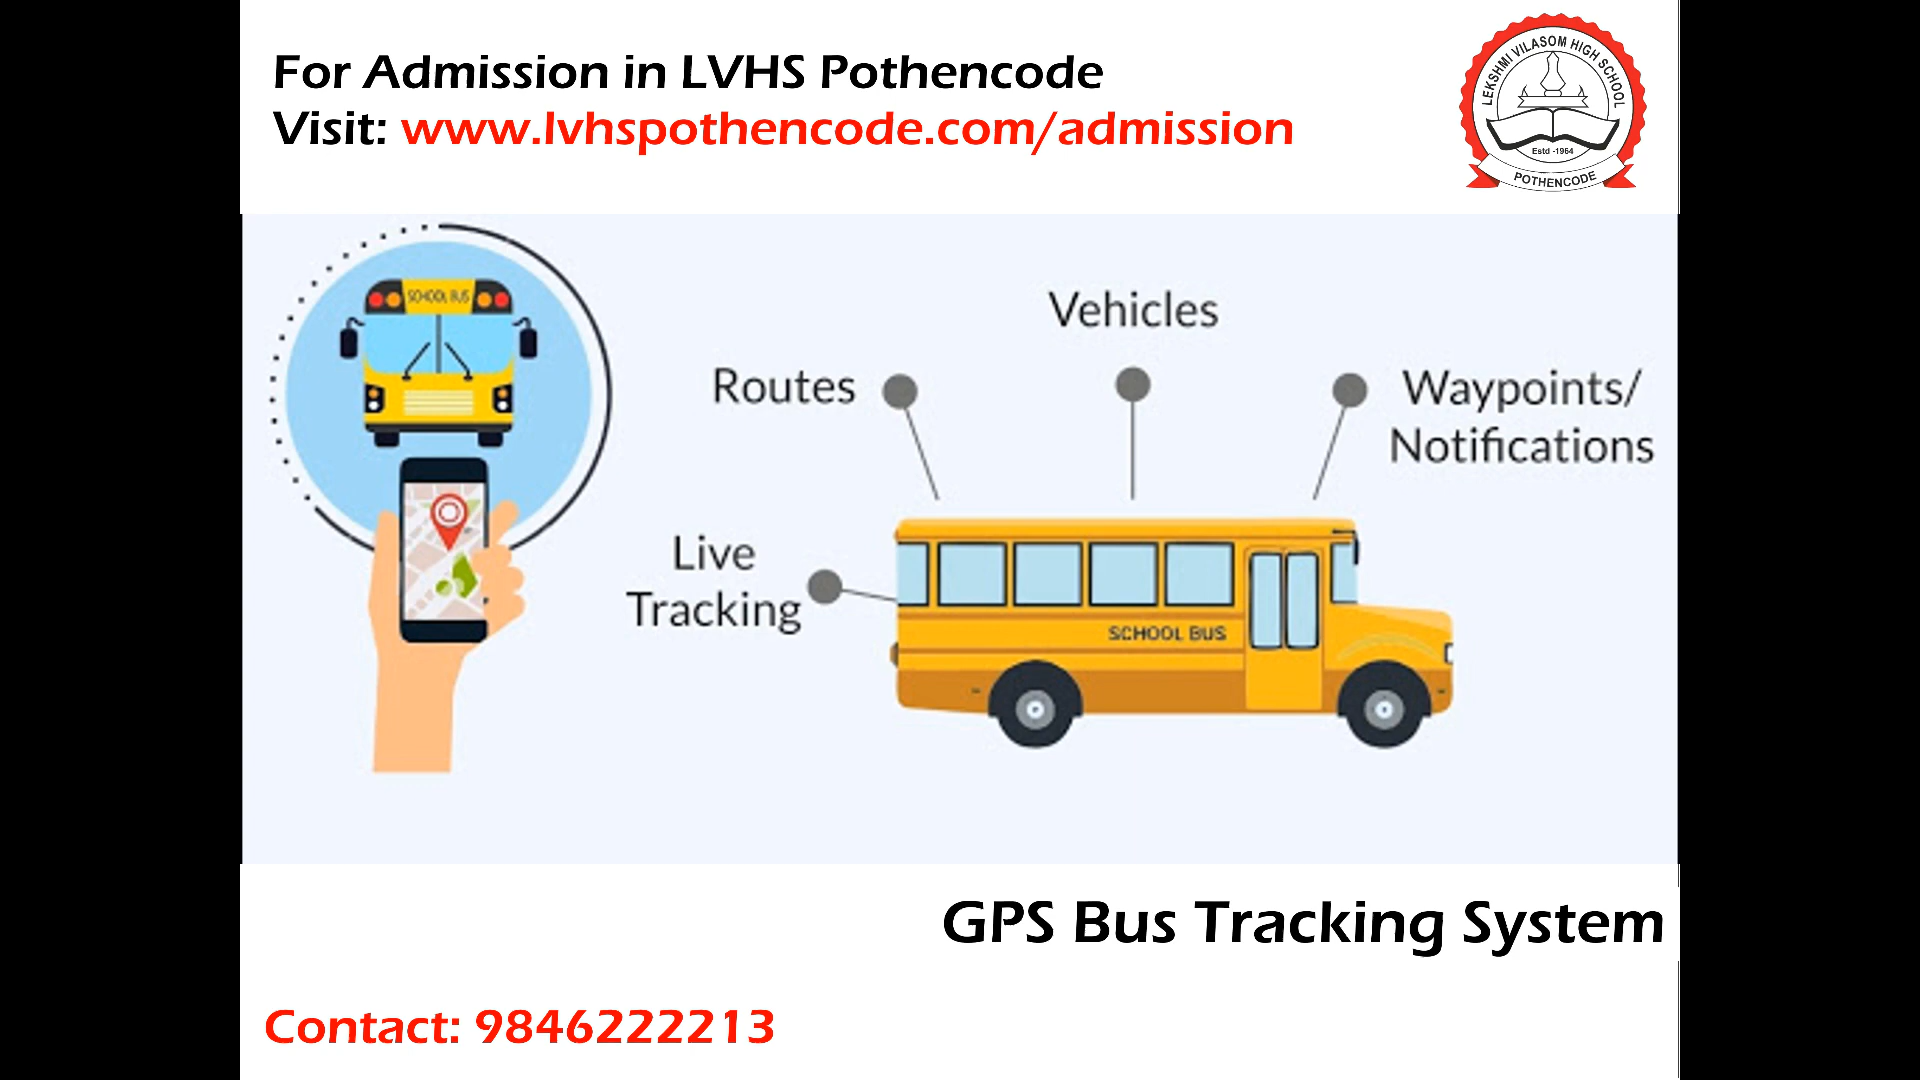 For Admission in LVHS Pothencode
Visit: www.lvhspothencode.com/admission
LEKSHMI VILASOM HIGH SCHOOL
Estd -1964
POTHENCODE
SCHOOL BUS
Vehicles
Routes
Waypoints/
Notifications
Live
Tracking
SCHOOL BUS
GPS Bus Tracking System
Contact: 9846222213